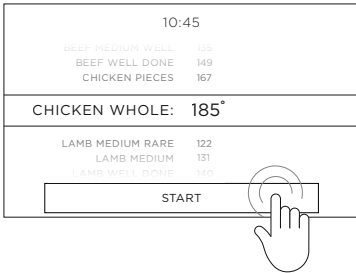 10:45
BEEF MEDIUM WELL 135
BEEF WELL DONE 149
CHICKEN PIECES 167
CHICKEN WHOLE: 185°
LAMB MEDIUM RARE 122
LAMB MEDIUM 131
LAMB WELL DONE 140
START